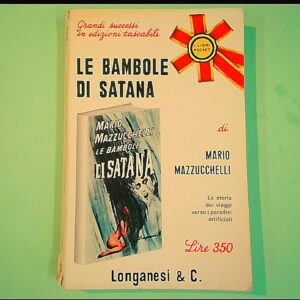 Grandi successi
in edizioni tascabili
I LIBRI
POCKET
LE BAMBOLE
DI SATANA
di
MARIO
MAZZUCCHELLI
MARIO
MAZZUCCHELLI
LE BAMBOLE
DI SATANA
La storia
dei viaggi
verso i paradisi
artificiali
Lire 350
Longanesi & C.